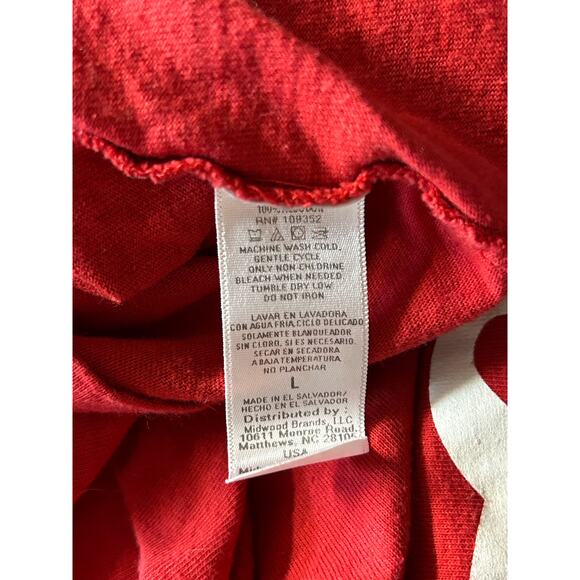 RN# 109352
MACHINE WASH COLD,
GENTLE CYCLE
ONLY NON-CHLORINE
BLEACH WHEN NEEDED
TUMBLE DRY LOW
DO NOT IRON
LAVAR EN LAVADORA
CON AGUA FRIA, CICLO DELICADO
SOLAMENTE BLANQUEADOR
SIN CLORO, SI ES NECESARIO.
SECAR EN SECADORA
A BAJA TEMPERATURA
NO PLANCHAR
L
MADE IN EL SALVADOR/
HECHO EN EL SALVADOR
Distributed by :
Midwood Brands, LLC
10611 Monroe Road.
Matthews, NC
USA